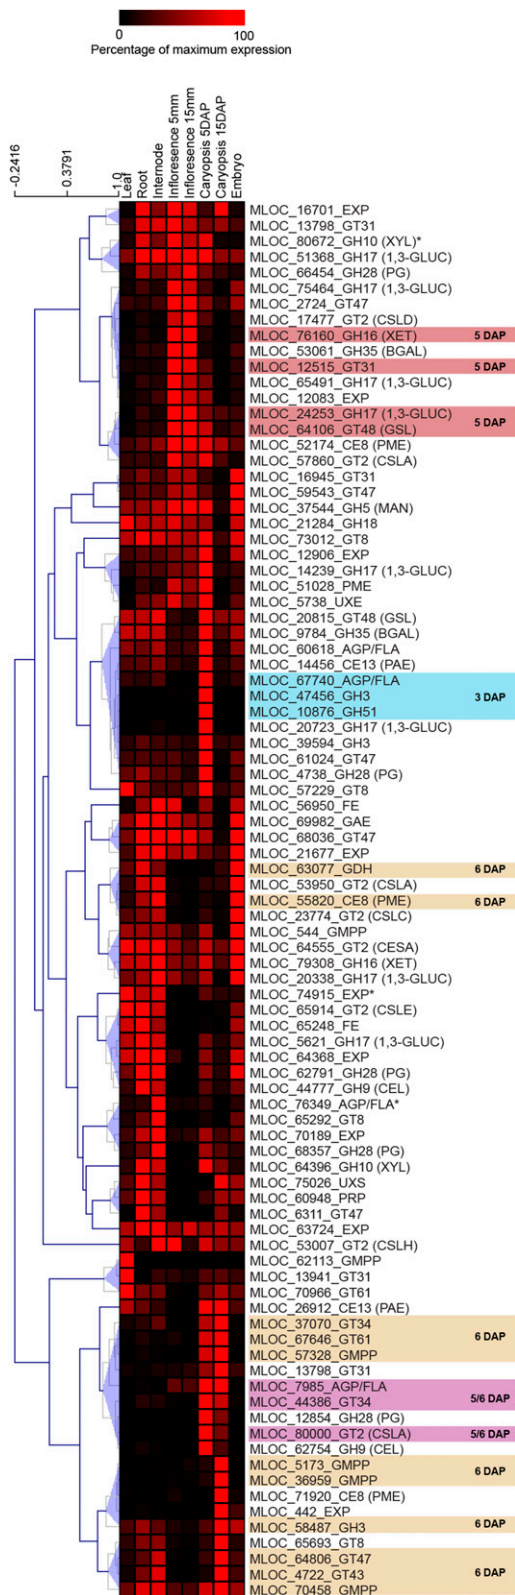 0 100
Percentage of maximum expression
-0.2416
-0.3791
-1.0
Leaf
Root
Internode
Infloresence 5mm
Infloresence 15mm
Caryopsis 5DAP
Caryopsis 15DAP
Embryo
MLOC_16701_EXP
MLOC_13798_GT31
MLOC_80672_GH10 (XYL)*
MLOC_51368_GH17 (1,3-GLUC)
MLOC_66454_GH28 (PG)
MLOC_75464_GH17 (1,3-GLUC)
MLOC_2724_GT47
MLOC_17477_GT2 (CSLD)
MLOC_76160_GH16 (XET) 5 DAP
MLOC_53061_GH35 (BGAL)
MLOC_12515_GT31 5 DAP
MLOC_65491_GH17 (1,3-GLUC)
MLOC_12083_EXP
MLOC_24253_GH17 (1,3-GLUC)
5 DAP
MLOC_64106_GT48 (GSL)
MLOC_52174_CE8 (PME)
MLOC_57860_GT2 (CSLA)
MLOC_16945_GT31
MLOC_59543_GT47
MLOC_37544_GH5 (MAN)
MLOC_21284_GH18
MLOC_73012_GT8
MLOC_12906_EXP
MLOC_14239_GH17 (1,3-GLUC)
MLOC_51028_PME
MLOC_5738_UXE
MLOC_20815_GT48 (GSL)
MLOC_9784_GH35 (BGAL)
MLOC_60618_AGP/FLA
MLOC_14456_CE13 (PAE)
MLOC_67740_AGP/FLA
MLOC_47456_GH3 3 DAP
MLOC_10876_GH51
MLOC_20723_GH17 (1,3-GLUC)
MLOC_39594_GH3
MLOC_61024_GT47
MLOC_4738_GH28 (PG)
MLOC_57229_GT8
MLOC_56950_FE
MLOC_69982_GAE
MLOC_68036_GT47
MLOC_21677_EXP
MLOC_63077_GDH 6 DAP
MLOC_53950_GT2 (CSLA)
MLOC_55820_CE8 (PME) 6 DAP
MLOC_23774_GT2 (CSLC)
MLOC_544_GMPP
MLOC_64555_GT2 (CESA)
MLOC_79308_GH16 (XET)
MLOC_20338_GH17 (1,3-GLUC)
MLOC_74915_EXP*
MLOC_65914_GT2 (CSLE)
MLOC_65248_FE
MLOC_5621_GH17 (1,3-GLUC)
MLOC_64368_EXP
MLOC_62791_GH28 (PG)
MLOC_44777_GH9 (CEL)
MLOC_76349_AGP/FLA*
MLOC_65292_GT8
MLOC_70189_EXP
MLOC_68357_GH28 (PG)
MLOC_64396_GH10 (XYL)
MLOC_75026_UXS
MLOC_60948_PRP
MLOC_6311_GT47
MLOC_63724_EXP
MLOC_53007_GT2 (CSLH)
MLOC_62113_GMPP
MLOC_13941_GT31
MLOC_70966_GT61
MLOC_26912_CE13 (PAE)
MLOC_37070_GT34
MLOC_67646_GT61 6 DAP
MLOC_57328_GMPP
MLOC_13798_GT31
MLOC_7985_AGP/FLA
5/6 DAP
MLOC_44386_GT34
MLOC_12854_GH28 (PG)
MLOC_80000_GT2 (CSLA) 5/6 DAP
MLOC_62754_GH9 (CEL)
MLOC_5173_GMPP
6 DAP
MLOC_36959_GMPP
MLOC_71920_CE8 (PME)
MLOC_442_EXP
MLOC_58487_GH3 6 DAP
MLOC_65693_GT8
MLOC_64806_GT47
MLOC_4722_GT43 6 DAP
MLOC_70458_GMPP